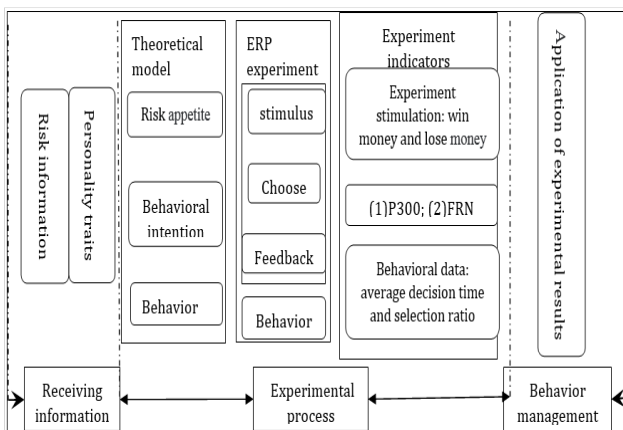 Risk information
Personality traits
Theoretical
model
Risk appetite
Behavioral
intention
Behavior
ERP
experiment
stimulus
Choose
Feedback
Behavior
Experiment
indicators
Experiment
stimulation: win
money and lose money
(1)P300; (2)FRN
Behavioral data:
average decision time
and selection ratio
Application of experimental results
Receiving
information
Experimental
process
Behavior
management